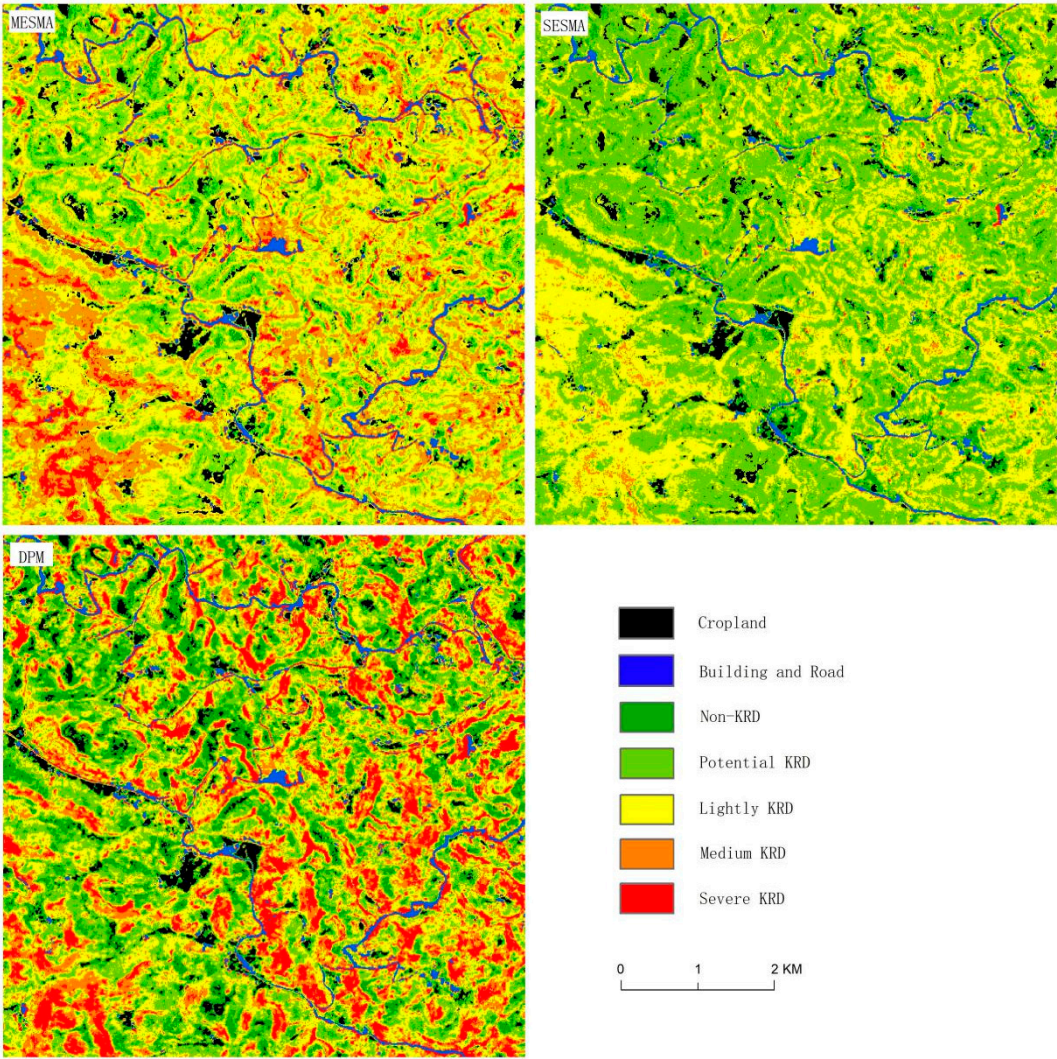 MESMA
SESMA
DPM
Cropland
Building and Road
Non-KRD
Potential KRD
Lightly KRD
Medium KRD
Severe KRD
0 1 2 KM